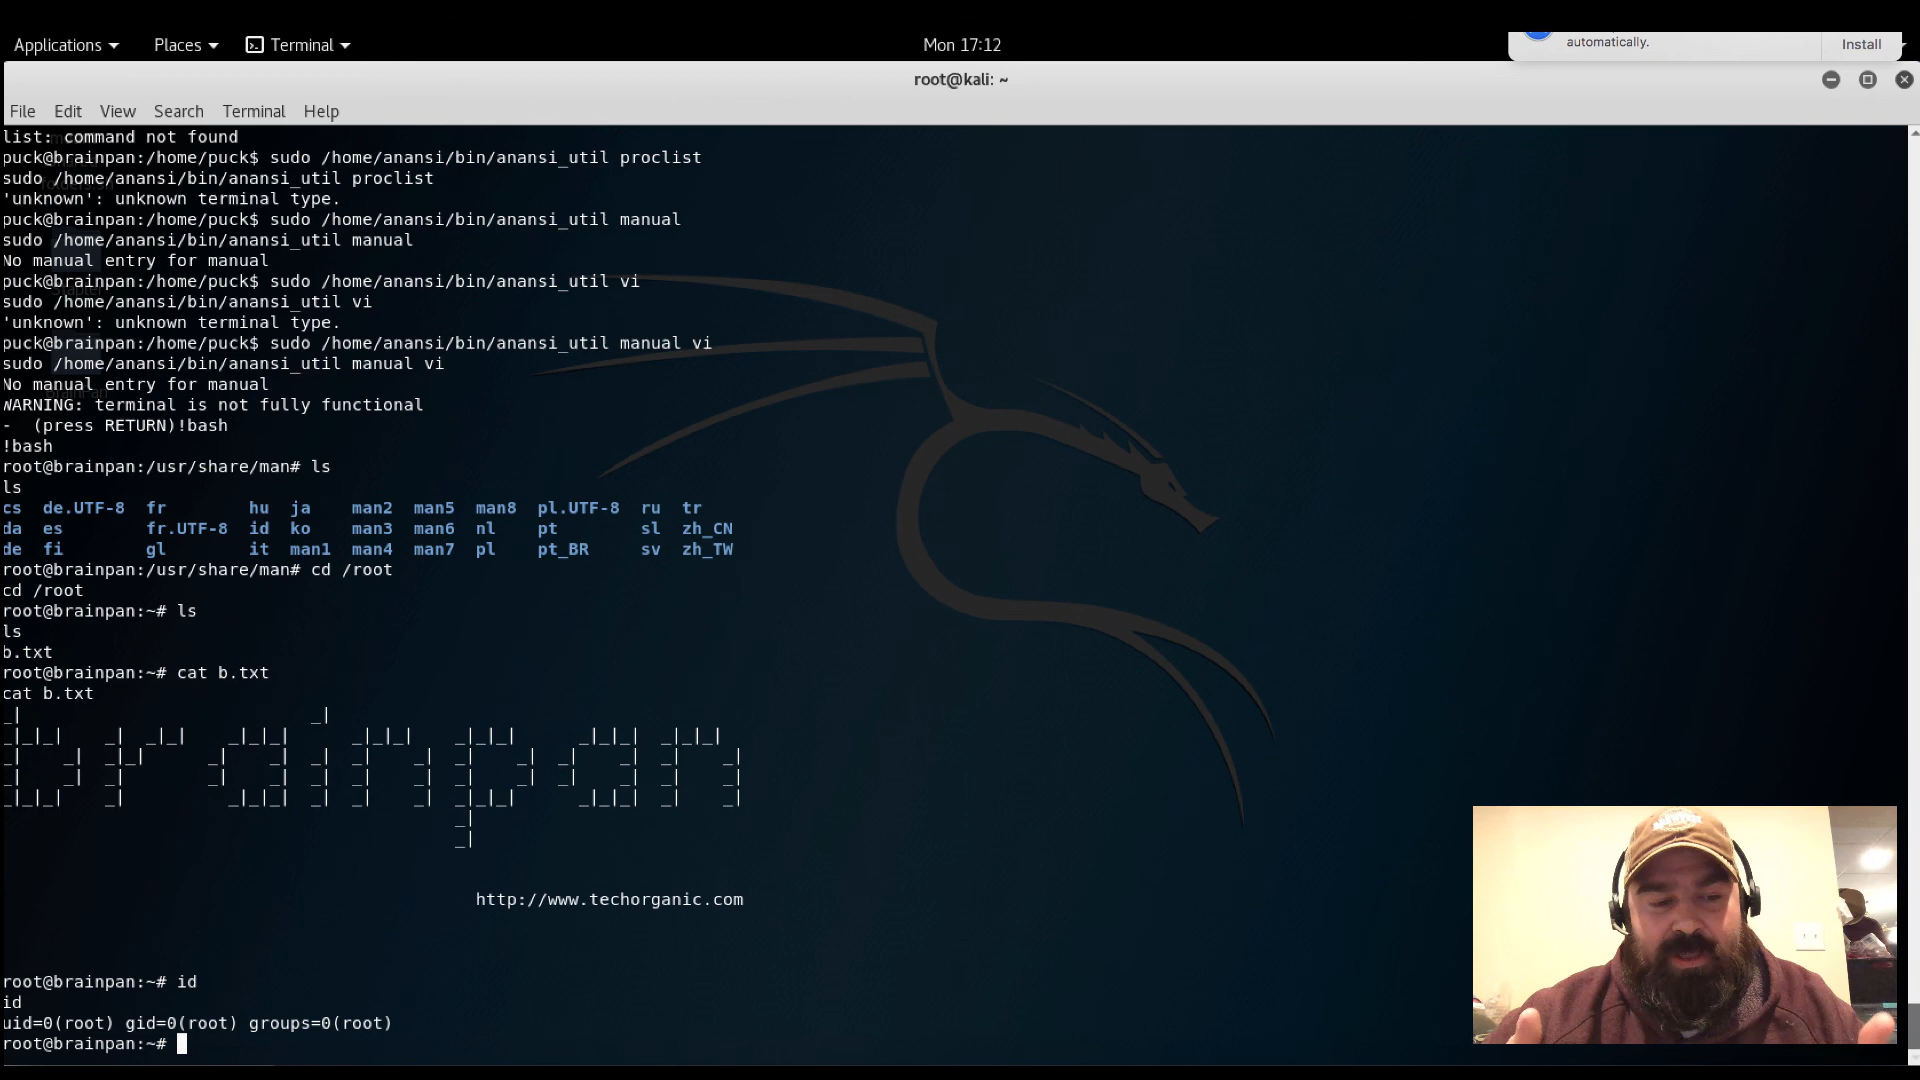 Applications Places Terminal Mon 17:12
automatically. Install
root@kali: ~
File Edit View Search Terminal Help
list: command not found
puck@brainpan:/home/puck$ sudo /home/anansi/bin/anansi_util proclist
sudo /home/anansi/bin/anansi_util proclist
'unknown': unknown terminal type.
puck@brainpan:/home/puck$ sudo /home/anansi/bin/anansi_util manual
sudo /home/anansi/bin/anansi_util manual
No manual entry for manual
puck@brainpan:/home/puck$ sudo /home/anansi/bin/anansi_util vi
sudo /home/anansi/bin/anansi_util vi
'unknown': unknown terminal type.
puck@brainpan:/home/puck$ sudo /home/anansi/bin/anansi_util manual vi
sudo /home/anansi/bin/anansi_util manual vi
No manual entry for manual
WARNING: terminal is not fully functional
- (press RETURN)!bash
!bash
root@brainpan:/usr/share/man# ls
ls
cs de.UTF-8 fr hu ja man2 man5 man8 pl.UTF-8 ru tr
da es fr.UTF-8 id ko man3 man6 nl pt sl zh_CN
de fi gl it man1 man4 man7 pl pt_BR sv zh_TW
root@brainpan:/usr/share/man# cd /root
cd /root
root@brainpan:~# ls
ls
b.txt
root@brainpan:~# cat b.txt
cat b.txt
brainpan
http://www.techorganic.com
root@brainpan:~# id
id
uid=0(root) gid=0(root) groups=0(root)
root@brainpan:~#